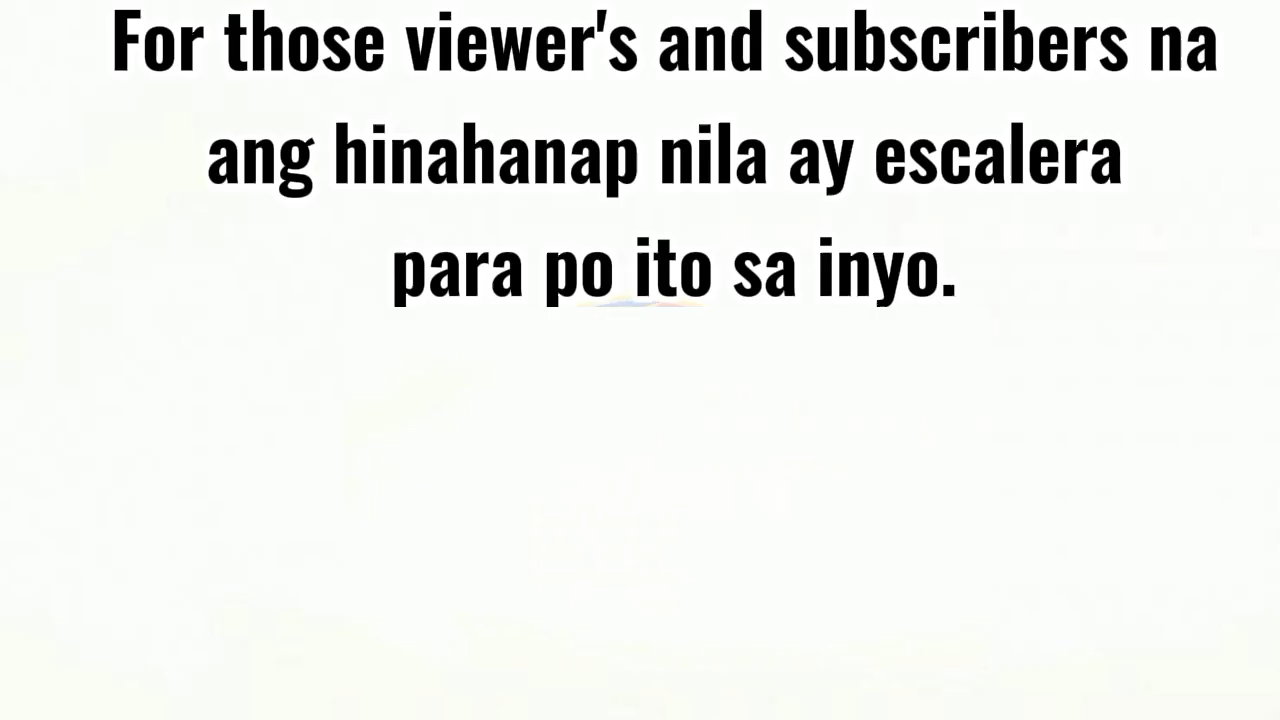 For those viewer's and subscribers na
ang hinahanap nila ay escalera
para po ito sa inyo.